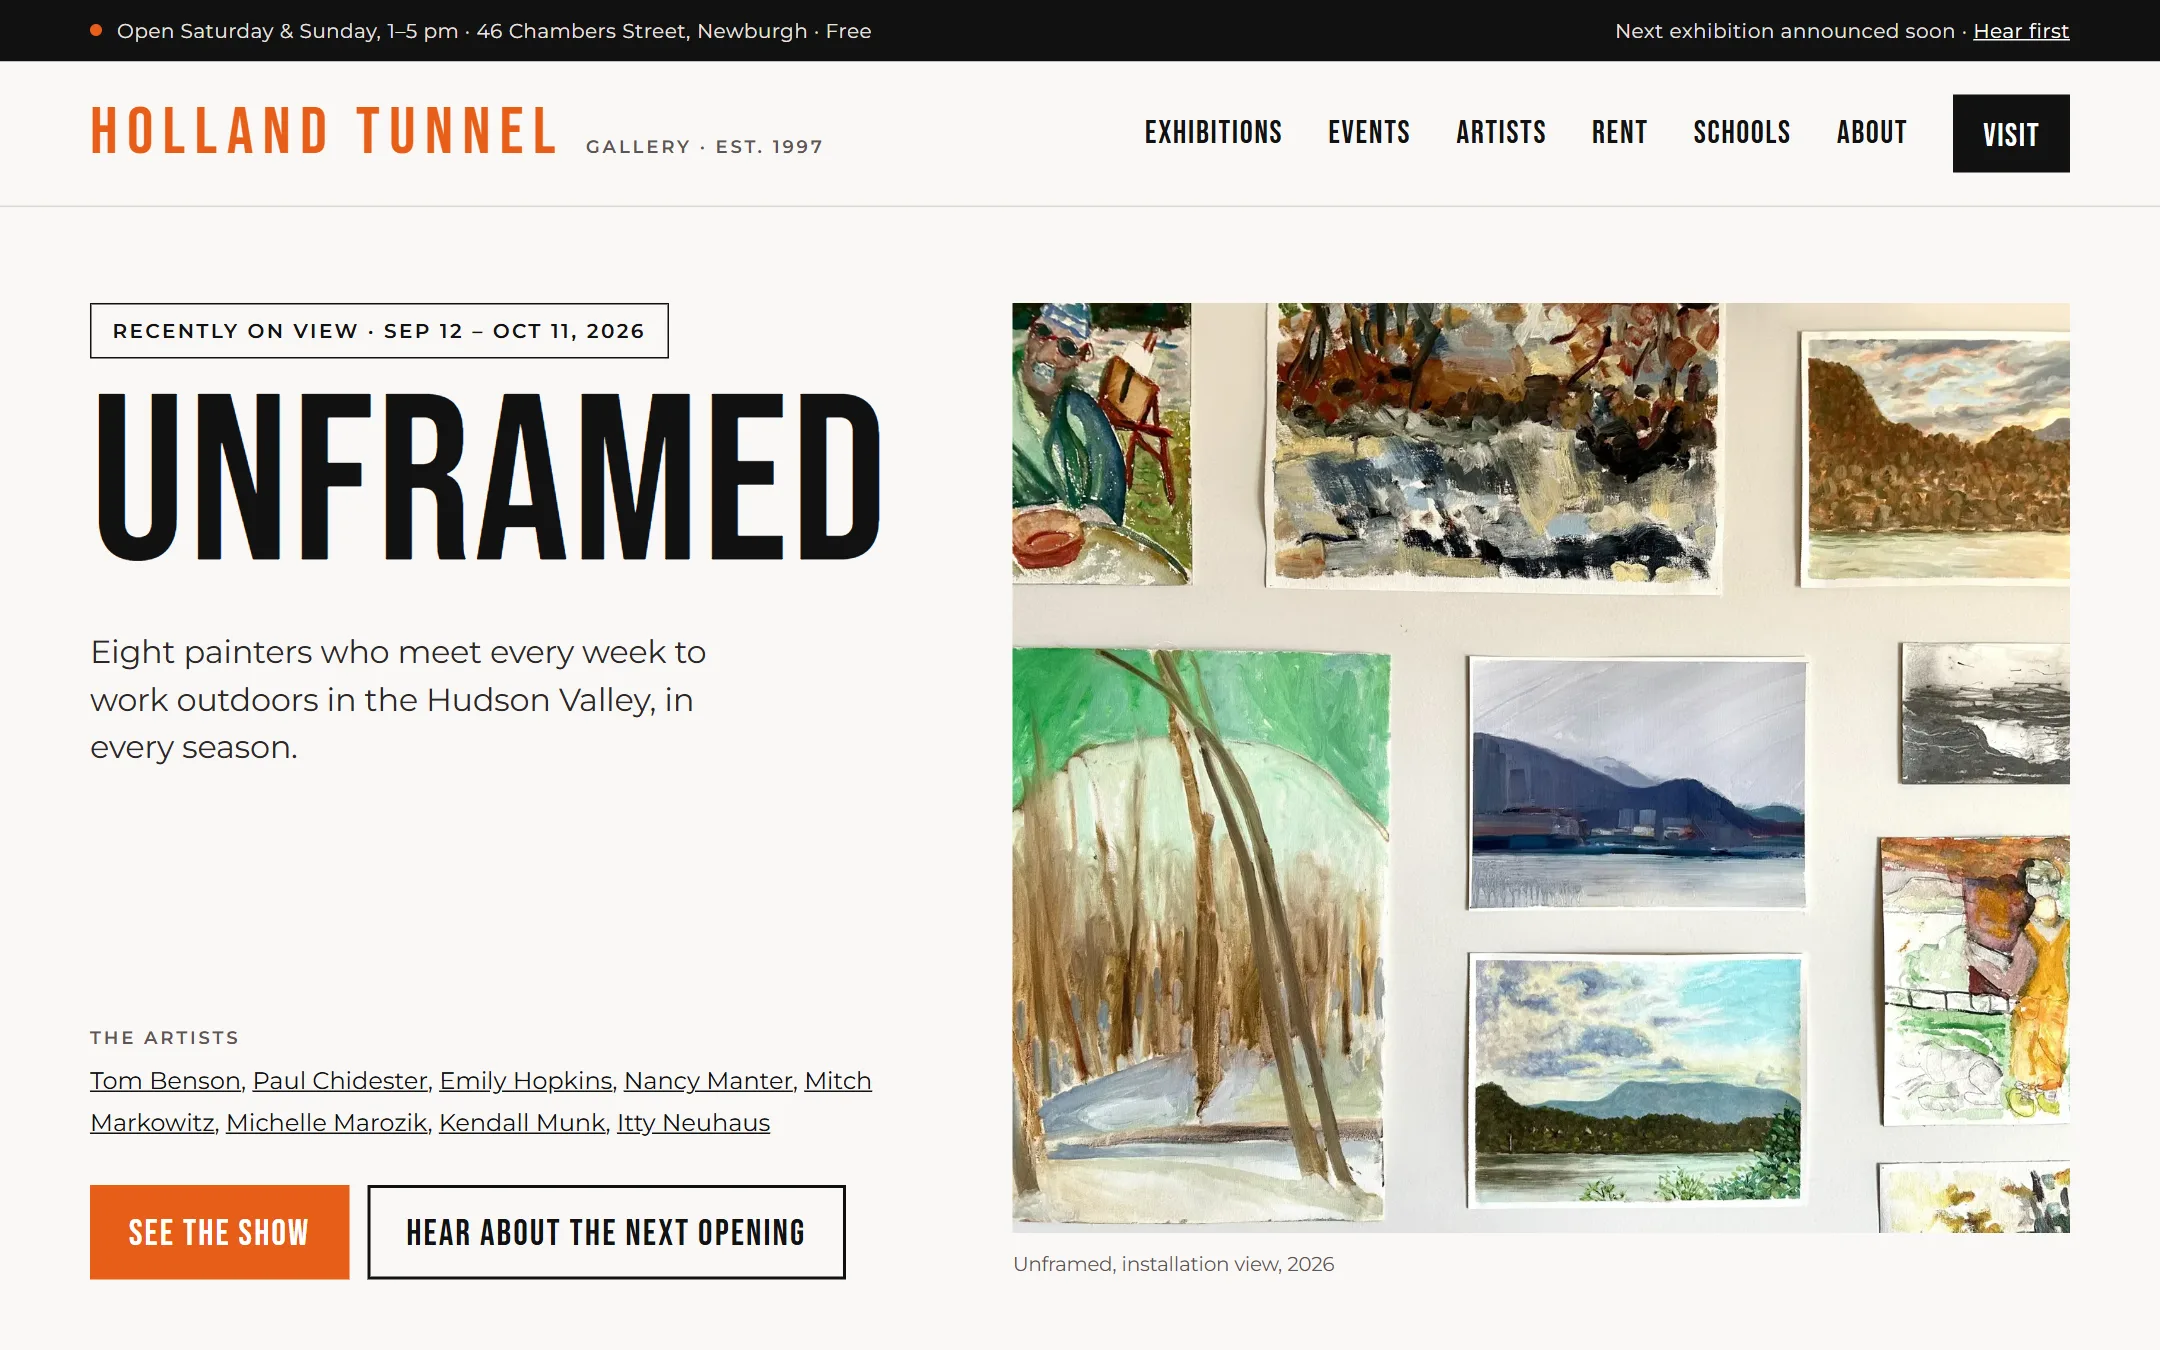 Open Saturday & Sunday, 1–5 pm · 46 Chambers Street, Newburgh · Free
Next exhibition announced soon · Hear first
HOLLAND TUNNEL
GALLERY · EST. 1997
EXHIBITIONS
EVENTS
ARTISTS
RENT
SCHOOLS
ABOUT
VISIT
RECENTLY ON VIEW · SEP 12 – OCT 11, 2026
UNFRAMED
Eight painters who meet every week to
work outdoors in the Hudson Valley, in
every season.
THE ARTISTS
Tom Benson, Paul Chidester, Emily Hopkins, Nancy Manter, Mitch
Markowitz, Michelle Marozik, Kendall Munk, Itty Neuhaus
SEE THE SHOW
HEAR ABOUT THE NEXT OPENING
Unframed, installation view, 2026